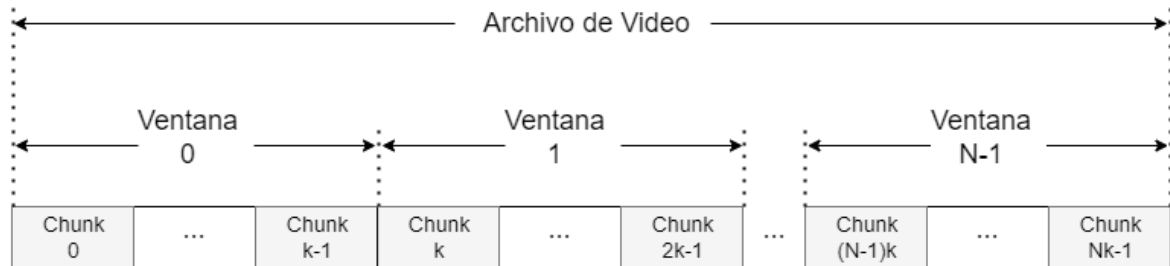 Archivo de Video
Ventana
0
Ventana
1
Ventana
N-1
Chunk
0
...
Chunk
k-1
Chunk
k
...
Chunk
2k-1
...
Chunk
(N-1)k
...
Chunk
Nk-1